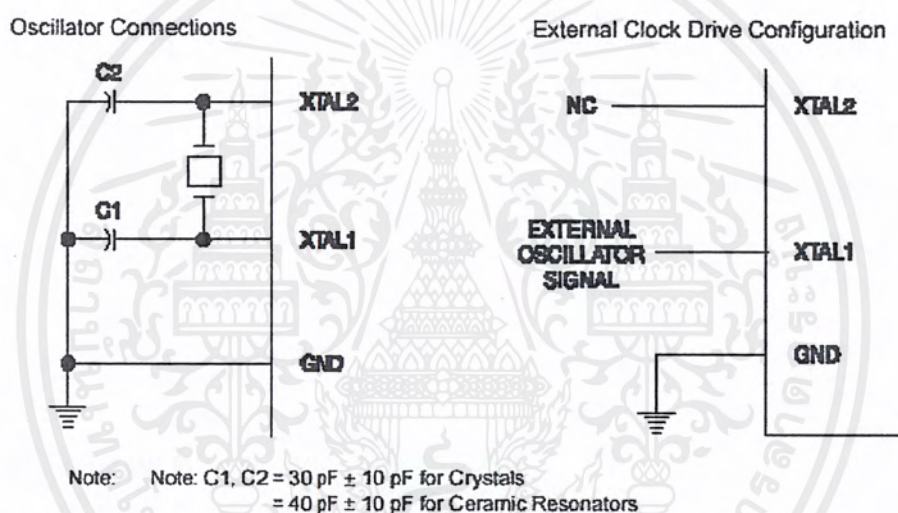 Oscillator Connections
C2
XTAL2
C1
XTAL1
GND
Note: Note: C1, C2 = 30 pF ± 10 pF for Crystals
= 40 pF ± 10 pF for Ceramic Resonators
External Clock Drive Configuration
NC
XTAL2
EXTERNAL
OSCILLATOR
SIGNAL
XTAL1
GND